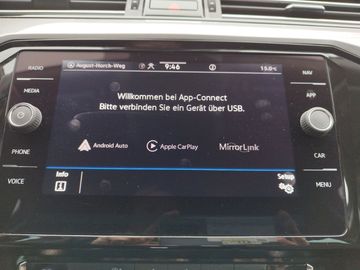 RADIO
MEDIA
PHONE
VOICE
August-Horch-Weg 9:46 15.0°C
Willkommen bei App-Connect
Bitte verbinden Sie ein Gerät über USB.
Android Auto Apple CarPlay MirrorLink
Info Setup
NAV
APP
CAR
MENU